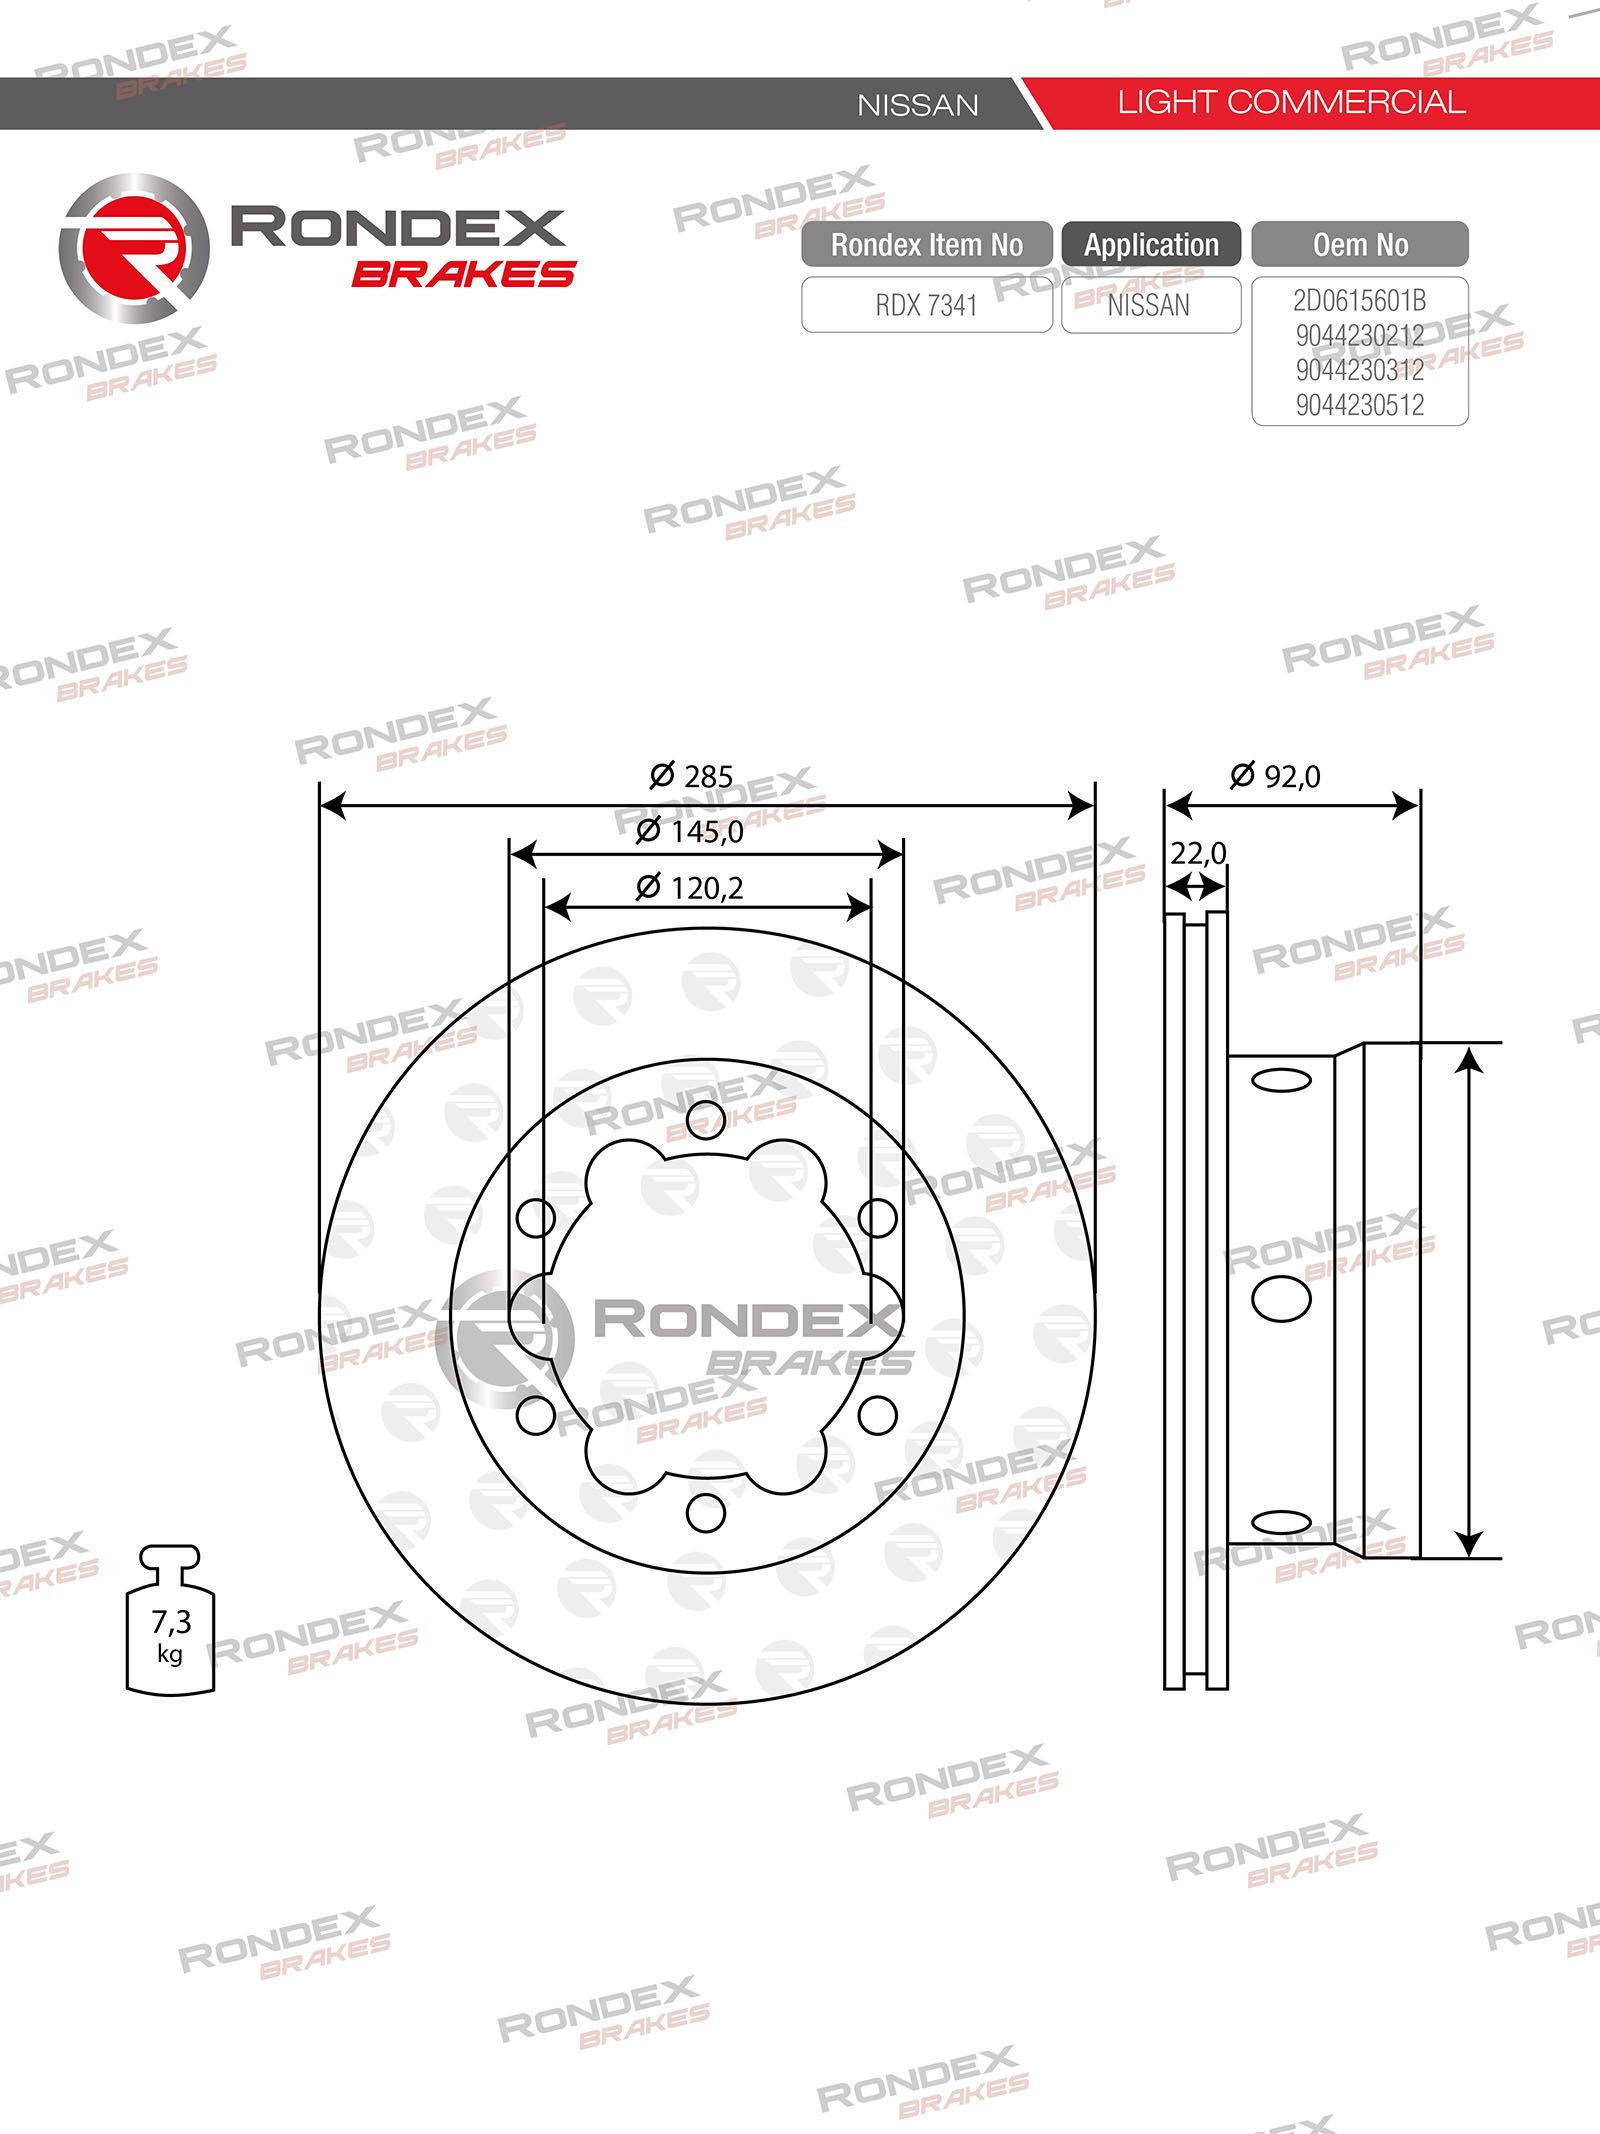 NISSAN
LIGHT COMMERCIAL
RONDEX
BRAKES
Rondex Item No
Application
Oem No
RDX 7341
NISSAN
2D0615601B
9044230212
9044230312
9044230512
Ø 285
Ø 145,0
Ø 120,2
Ø 92,0
22,0
RONDEX
BRAKES
7,3
kg